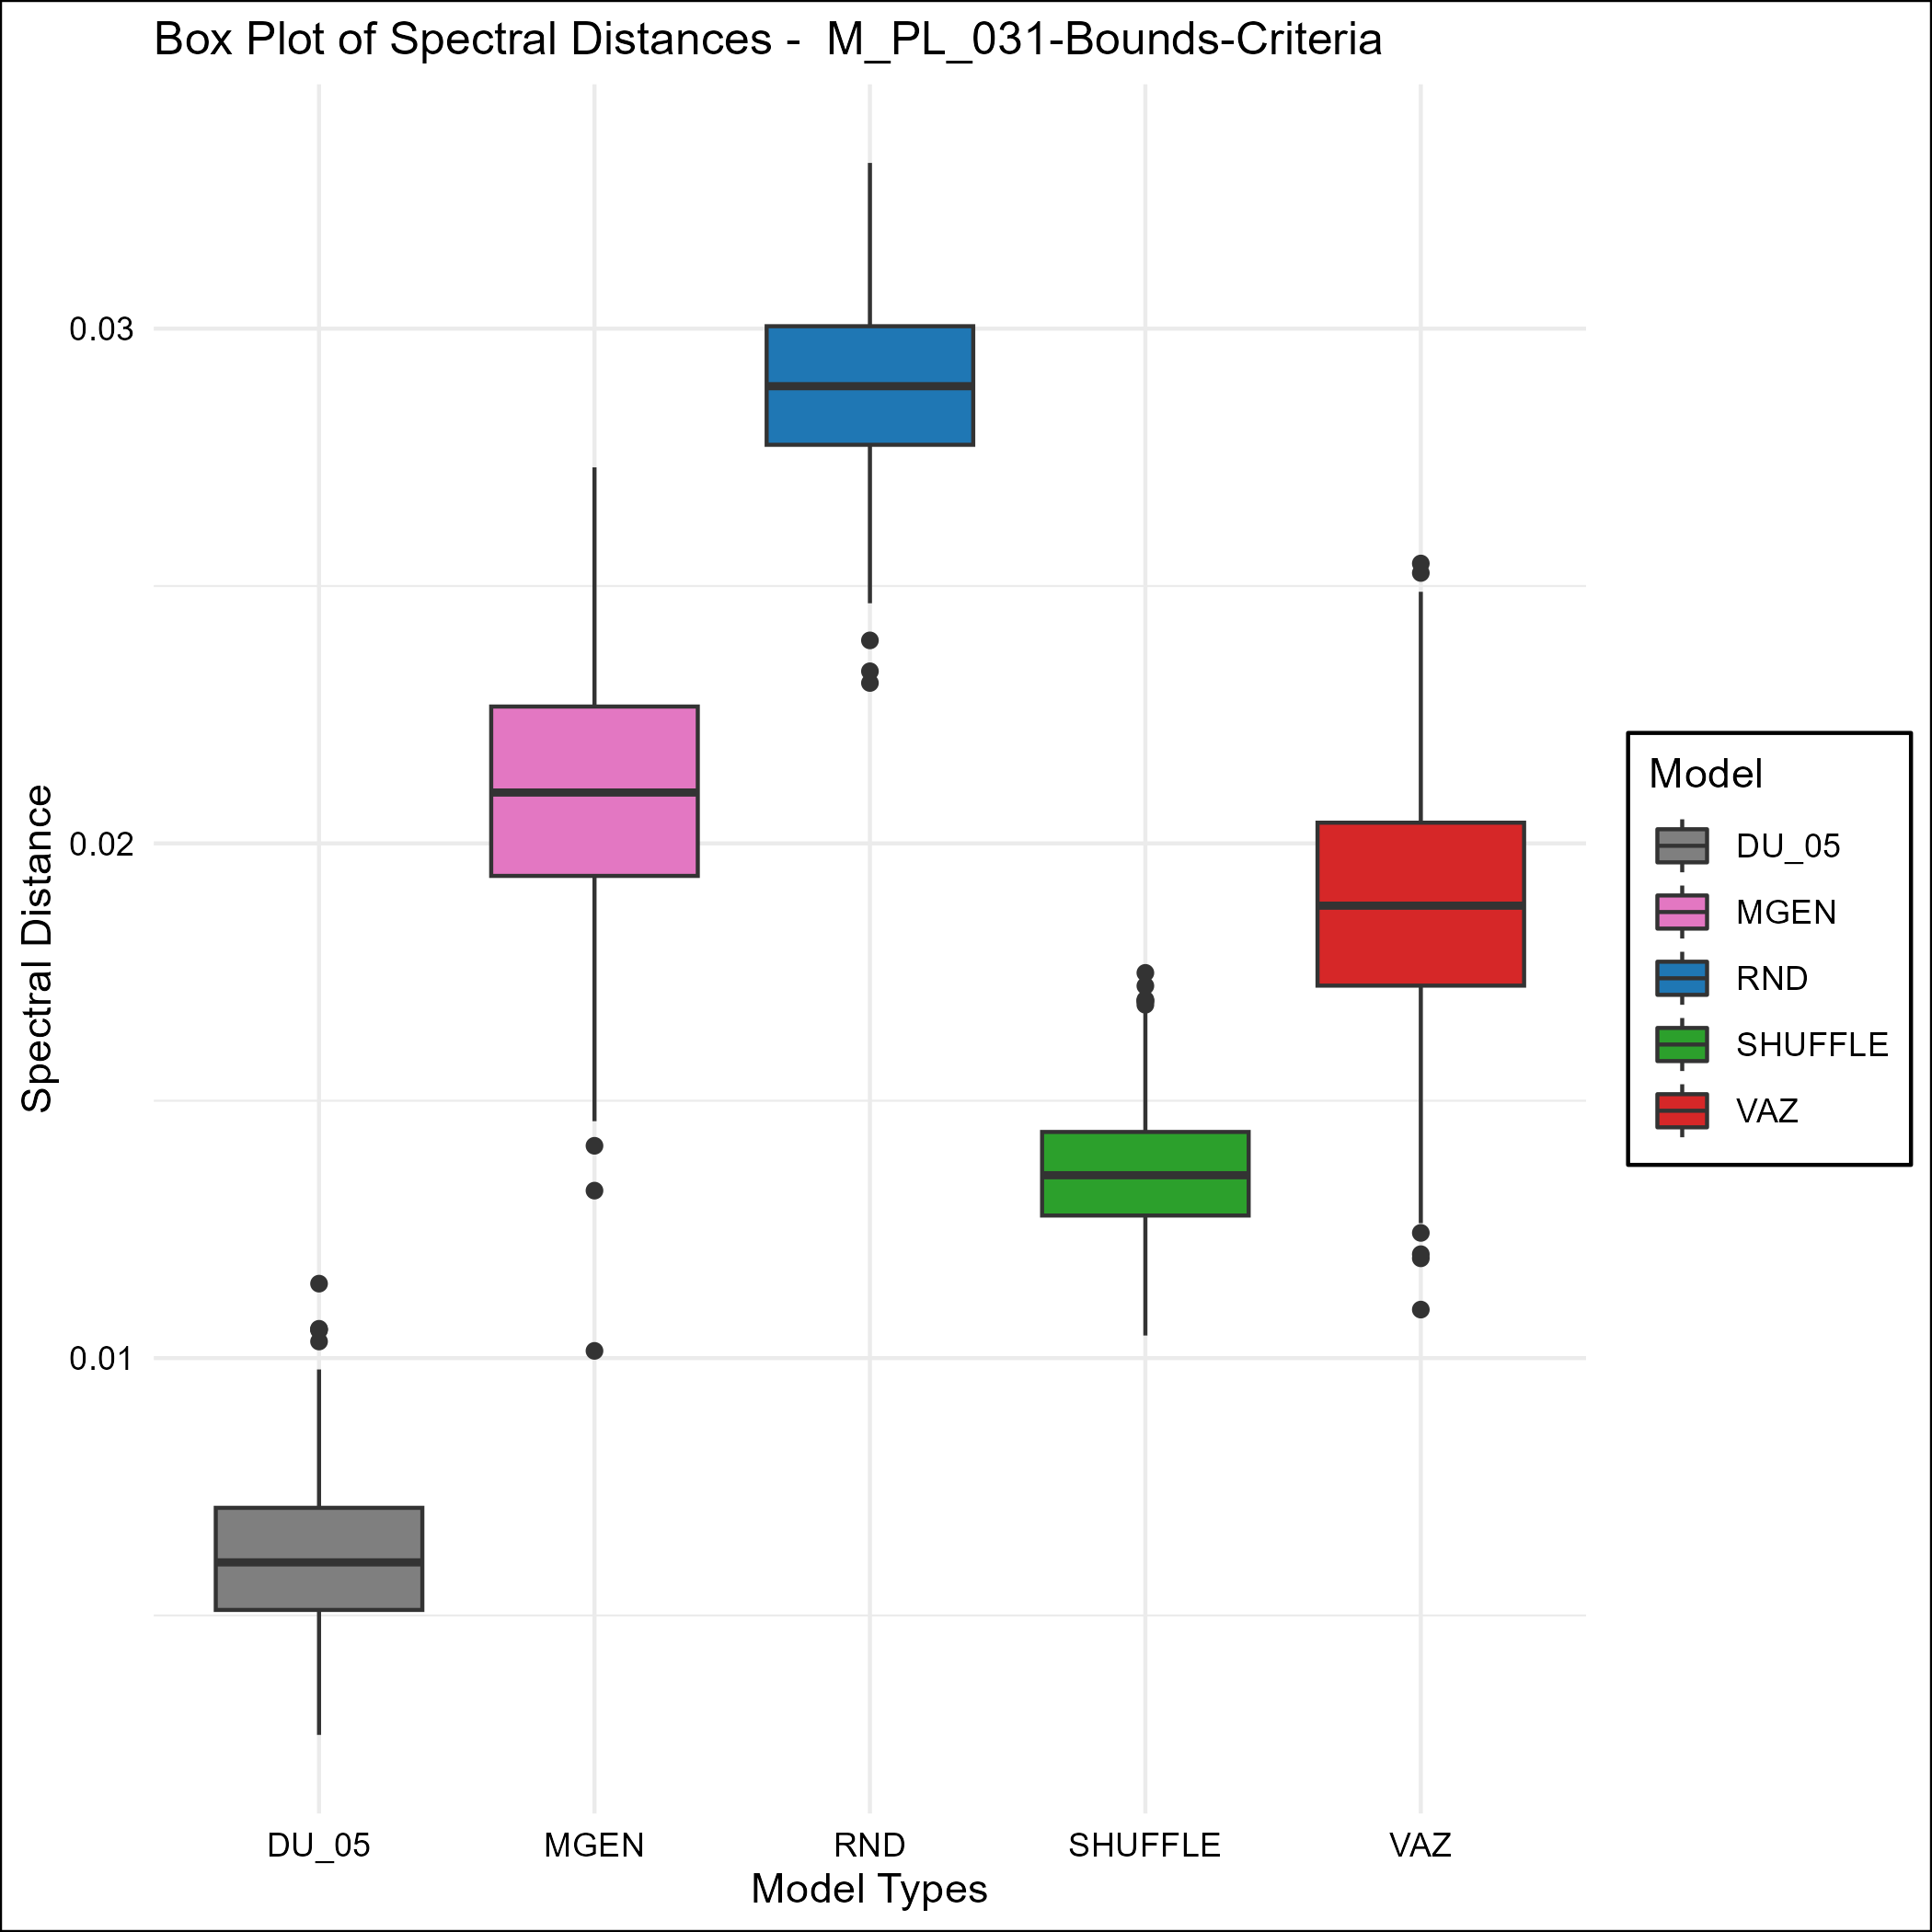 Box Plot of Spectral Distances -  M_PL_031-Bounds-Criteria
Spectral Distance
0.03
0.02
0.01
DU_05
MGEN
RND
SHUFFLE
VAZ
Model Types
Model
DU_05
MGEN
RND
SHUFFLE
VAZ